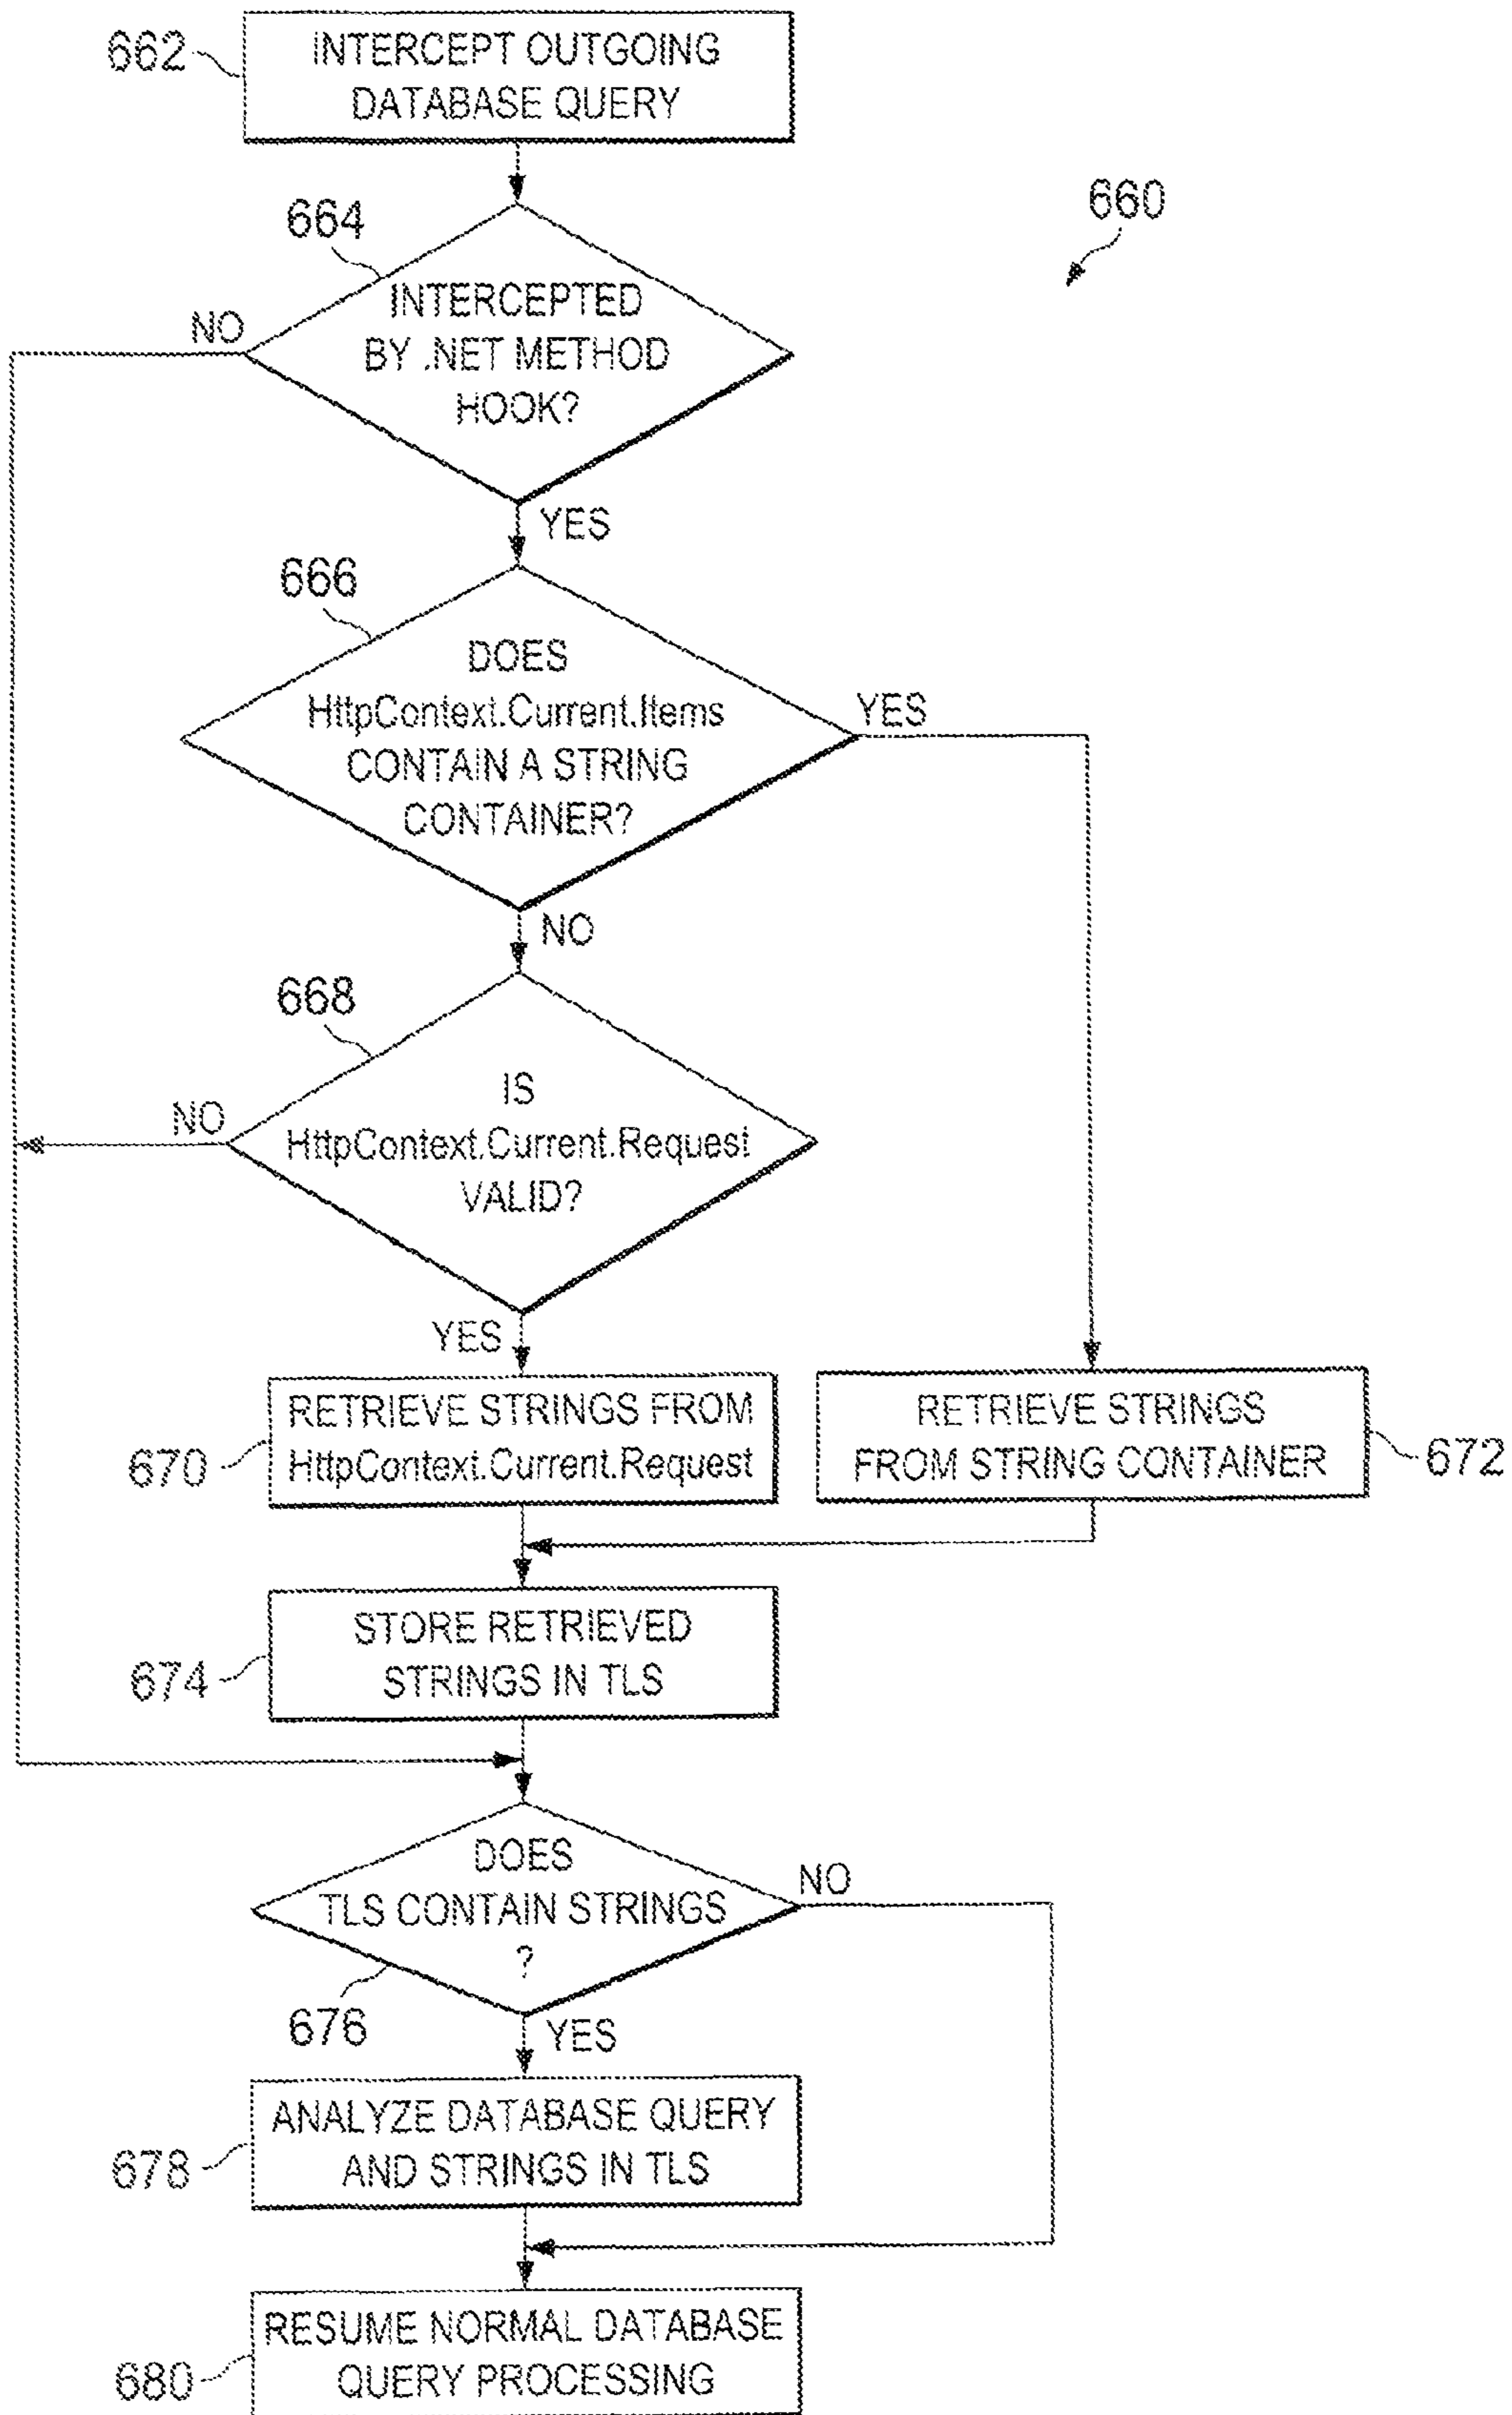 662
INTERCEPT OUTGOING
DATABASE QUERY
660
664
INTERCEPTED
BY .NET METHOD
HOOK?
NO
YES
666
DOES
HttpContext.Current.Items
CONTAIN A STRING
CONTAINER?
YES
NO
668
IS
HttpContext.Current.Request
VALID?
NO
YES
670
RETRIEVE STRINGS FROM
HttpContext.Current.Request
RETRIEVE STRINGS
FROM STRING CONTAINER
672
674
STORE RETRIEVED
STRINGS IN TLS
DOES
TLS CONTAIN STRINGS
?
NO
676
YES
678
ANALYZE DATABASE QUERY
AND STRINGS IN TLS
680
RESUME NORMAL DATABASE
QUERY PROCESSING